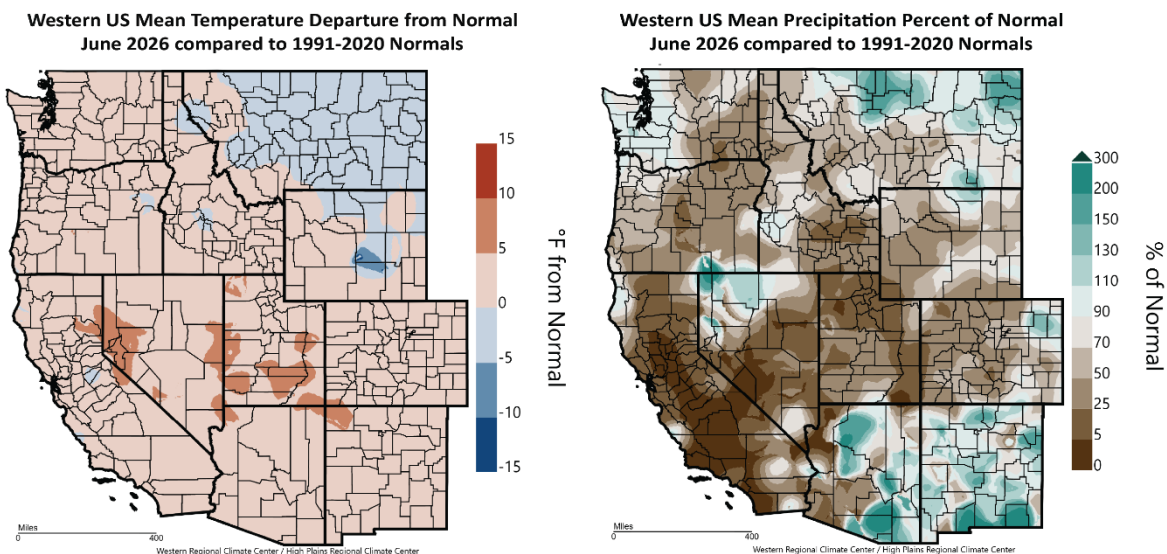 Western US Mean Temperature Departure from Normal
June 2026 compared to 1991-2020 Normals
15
10
5
0
-5
-10
-15
°F from Normal
Miles
0
400
Western Regional Climate Center / High Plains Regional Climate Center
Western US Mean Precipitation Percent of Normal
June 2026 compared to 1991-2020 Normals
300
200
150
130
110
90
70
50
25
5
0
% of Normal
Miles
0
400
Western Regional Climate Center / High Plains Regional Climate Center